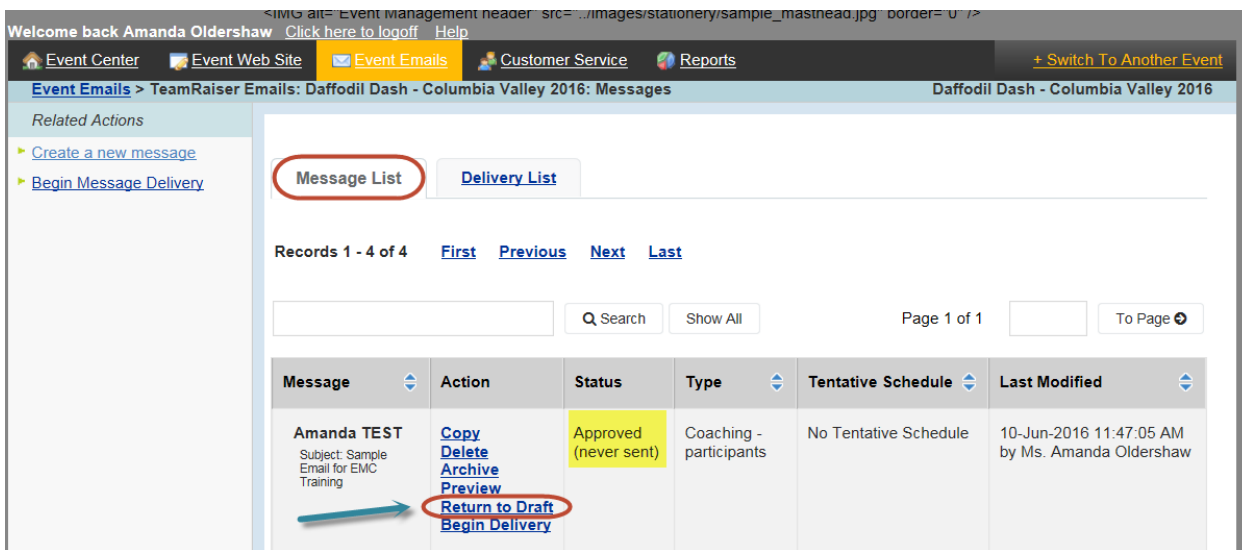 <IMG alt="Event Management header" src="../images/stationery/sample_masthead.jpg" border="0" />
Welcome back Amanda Oldershaw Click here to logoff Help
Event Center Event Web Site Event Emails Customer Service Reports + Switch To Another Event
Event Emails > TeamRaiser Emails: Daffodil Dash - Columbia Valley 2016: Messages Daffodil Dash - Columbia Valley 2016
Related Actions
Create a new message
Begin Message Delivery
Message List Delivery List
Records 1 - 4 of 4 First Previous Next Last
Search Show All Page 1 of 1 To Page
Message Action Status Type Tentative Schedule Last Modified
Amanda TEST
Subject: Sample
Email for EMC
Training
Copy
Delete
Archive
Preview
Return to Draft
Begin Delivery
Approved
(never sent)
Coaching -
participants
No Tentative Schedule
10-Jun-2016 11:47:05 AM
by Ms. Amanda Oldershaw